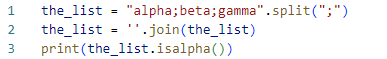 1 the_list = "alpha;beta;gamma".split(";")
2 the_list = ''.join(the_list)
3 print(the_list.isalpha())